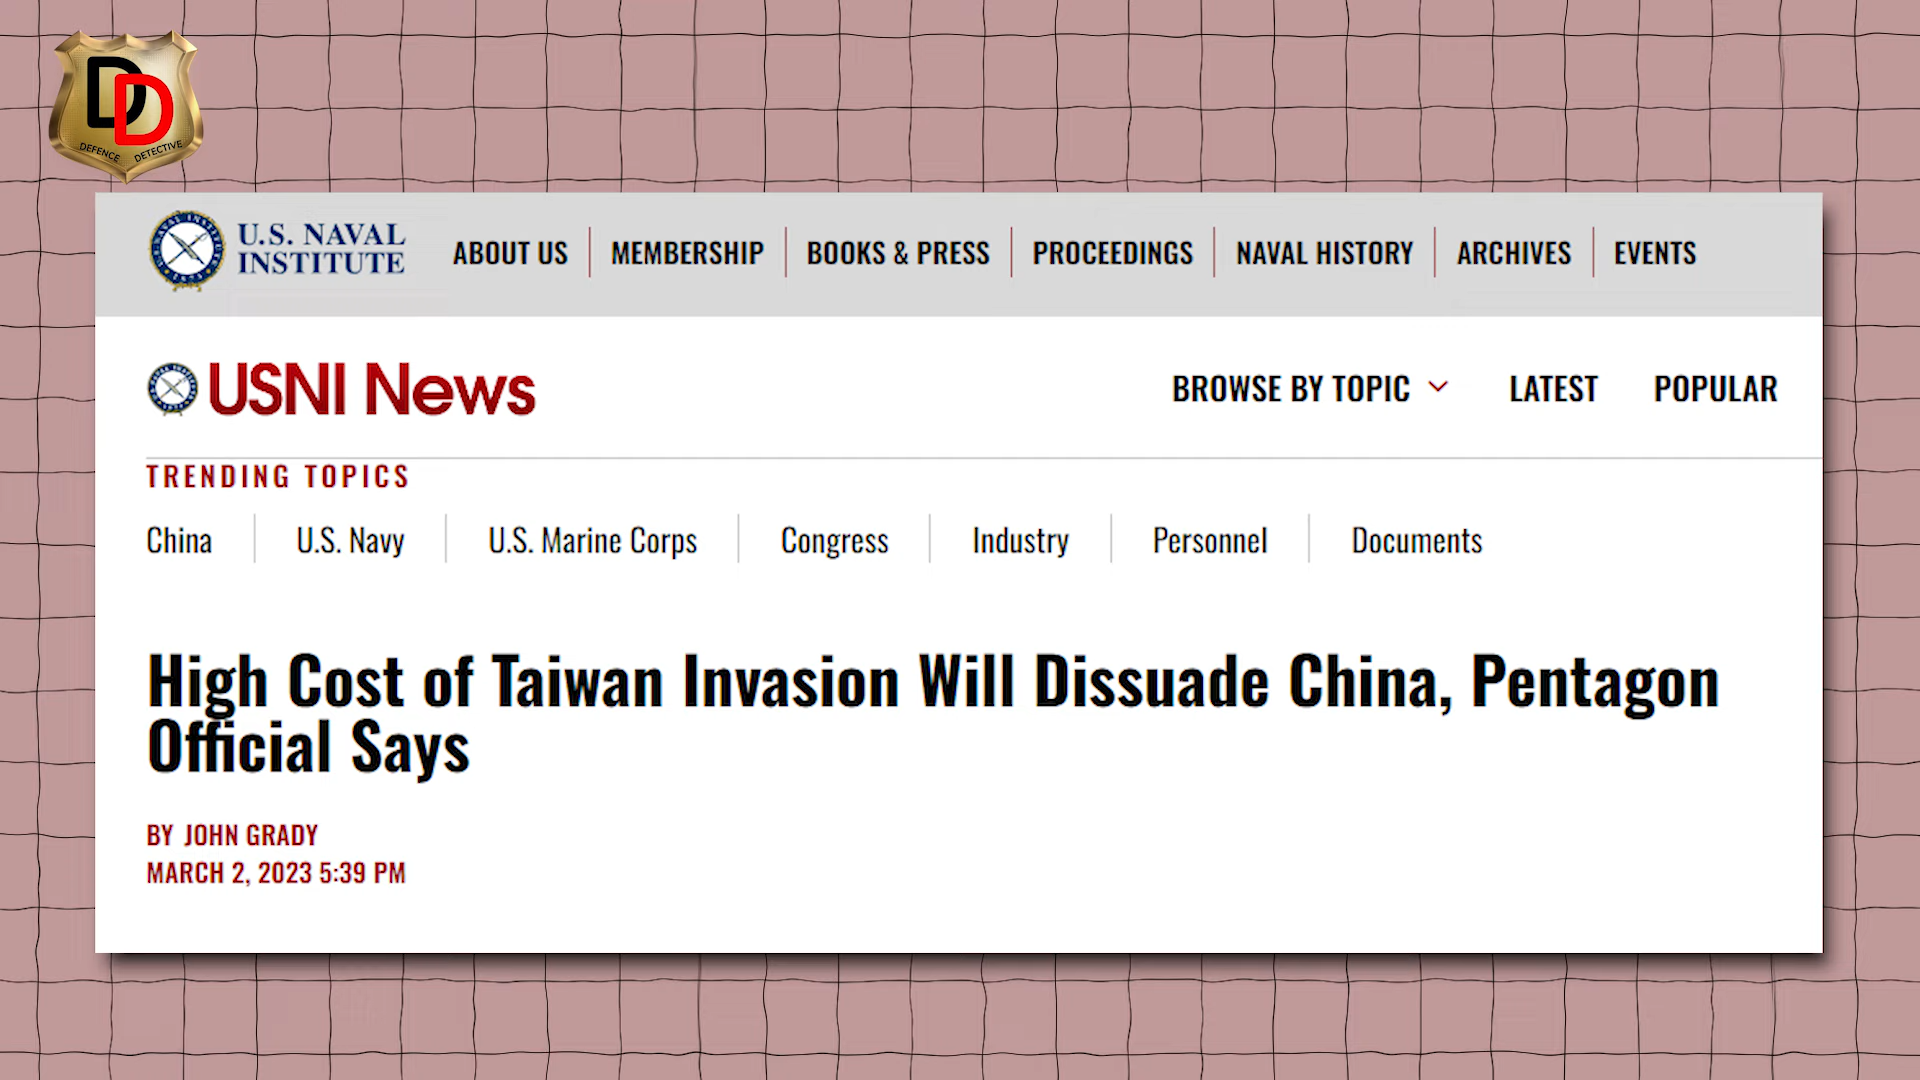 DD
DEFENCE DETECTIVE
U.S. NAVAL
INSTITUTE
ABOUT US
MEMBERSHIP
BOOKS & PRESS
PROCEEDINGS
NAVAL HISTORY
ARCHIVES
EVENTS
USNI News
BROWSE BY TOPIC
LATEST
POPULAR
TRENDING TOPICS
China
U.S. Navy
U.S. Marine Corps
Congress
Industry
Personnel
Documents
High Cost of Taiwan Invasion Will Dissuade China, Pentagon
Official Says
BY JOHN GRADY
MARCH 2, 2023 5:39 PM